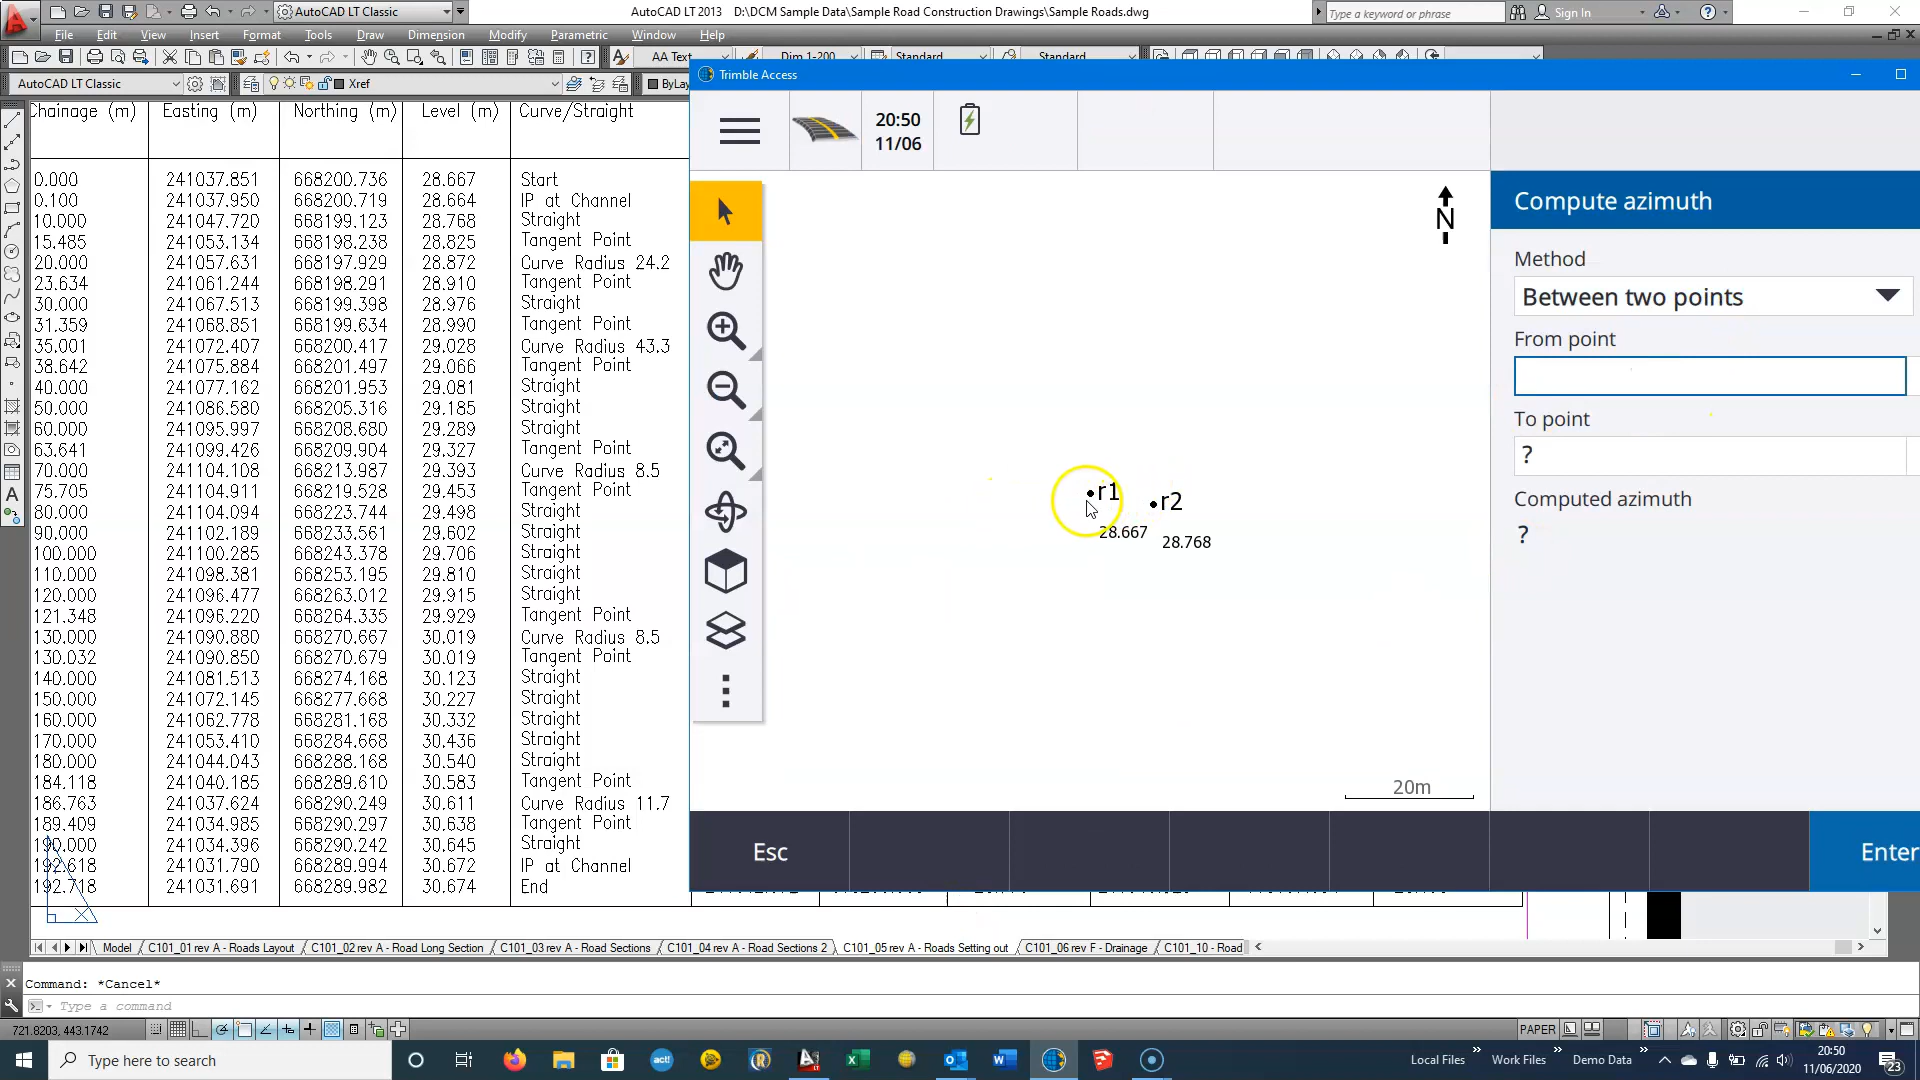 AutoCAD LT Classic
AutoCAD LT 2013 D:\DCM Sample Data\Sample Road Construction Drawings\Sample Roads.dwg
Type a keyword or phrase
Sign In
File Edit View Insert Format Tools Draw Dimension Modify Parametric Window Help
AA Text
Dim 1-200
Standard
Standard
AutoCAD LT Classic
Xref
ByLay
Chainage (m) Easting (m) Northing (m) Level (m) Curve/Straight
0.000 241037.851 668200.736 28.667 Start
0.100 241037.950 668200.719 28.664 IP at Channel
10.000 241047.720 668199.123 28.768 Straight
15.485 241053.134 668198.238 28.825 Tangent Point
20.000 241057.631 668197.929 28.872 Curve Radius 24.2
23.634 241061.244 668198.291 28.910 Tangent Point
30.000 241067.513 668199.398 28.976 Straight
31.359 241068.851 668199.634 28.990 Tangent Point
35.001 241072.407 668200.417 29.028 Curve Radius 43.3
38.642 241075.884 668201.497 29.066 Tangent Point
40.000 241077.162 668201.953 29.081 Straight
50.000 241086.580 668205.316 29.185 Straight
60.000 241095.997 668208.680 29.289 Straight
63.641 241099.426 668209.904 29.327 Tangent Point
70.000 241104.108 668213.987 29.393 Curve Radius 8.5
75.705 241104.911 668219.528 29.453 Tangent Point
80.000 241104.094 668223.744 29.498 Straight
90.000 241102.189 668233.561 29.602 Straight
100.000 241100.285 668243.378 29.706 Straight
110.000 241098.381 668253.195 29.810 Straight
120.000 241096.477 668263.012 29.915 Straight
121.348 241096.220 668264.335 29.929 Tangent Point
130.000 241090.880 668270.667 30.019 Curve Radius 8.5
130.032 241090.850 668270.679 30.019 Tangent Point
140.000 241081.513 668274.168 30.123 Straight
150.000 241072.145 668277.668 30.227 Straight
160.000 241062.778 668281.168 30.332 Straight
170.000 241053.410 668284.668 30.436 Straight
180.000 241044.043 668288.168 30.540 Straight
184.118 241040.185 668289.610 30.583 Tangent Point
186.763 241037.624 668290.249 30.611 Curve Radius 11.7
189.409 241034.985 668290.297 30.638 Tangent Point
190.000 241034.396 668290.242 30.645 Straight
192.618 241031.790 668289.994 30.672 IP at Channel
192.718 241031.691 668289.982 30.674 End
Trimble Access
20:50
11/06
N
r1
28.667
r2
28.768
20m
Compute azimuth
Method
Between two points
From point
To point
?
Computed azimuth
?
Esc
Enter
Model C101_01 rev A - Roads Layout C101_02 rev A - Road Long Section C101_03 rev A - Road Sections C101_04 rev A - Road Sections 2 C101_05 rev A - Roads Setting out C101_06 rev F - Drainage C101_10 - Road
Command: *Cancel*
Type a command
721.8203, 443.1742
PAPER
Type here to search
act!
Local Files
Work Files
Demo Data
20:50
11/06/2020
23